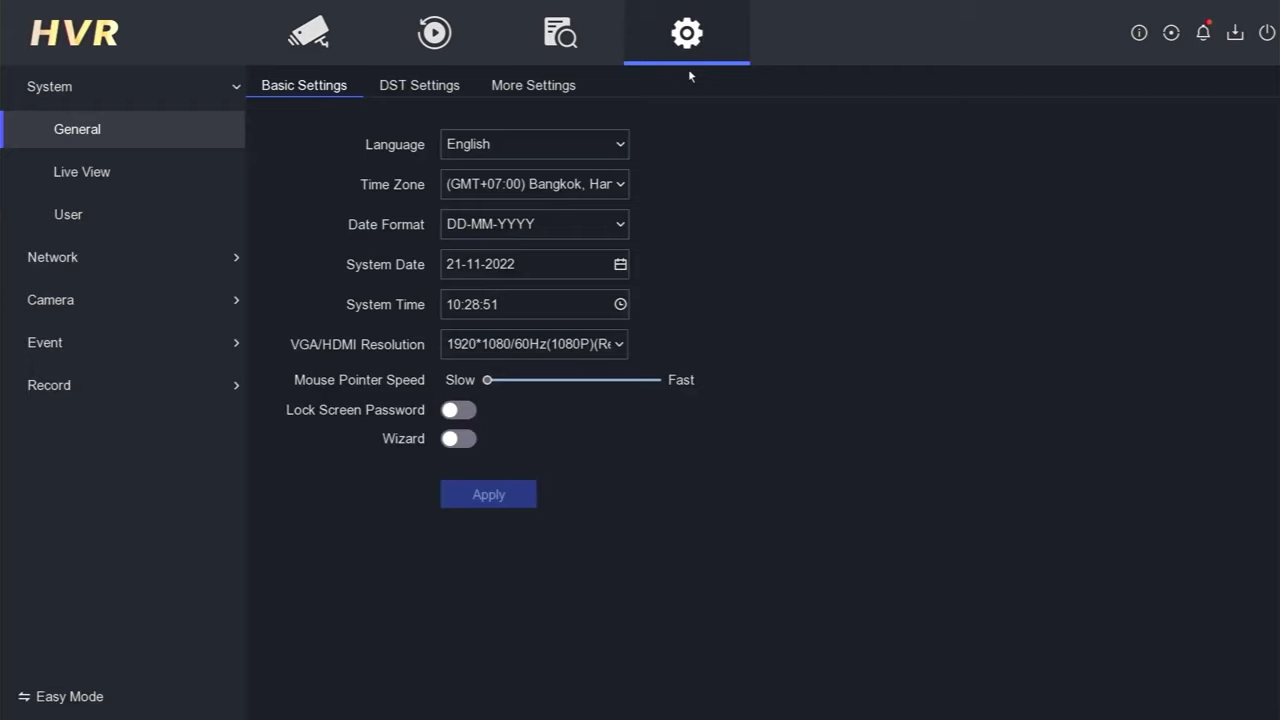 HVR
System
General
Live View
User
Network
Camera
Event
Record
Easy Mode
Basic Settings DST Settings More Settings
Language English
Time Zone (GMT+07:00) Bangkok, Har
Date Format DD-MM-YYYY
System Date 21-11-2022
System Time 10:28:51
VGA/HDMI Resolution 1920*1080/60Hz(1080P)(Re
Mouse Pointer Speed Slow Fast
Lock Screen Password
Wizard
Apply